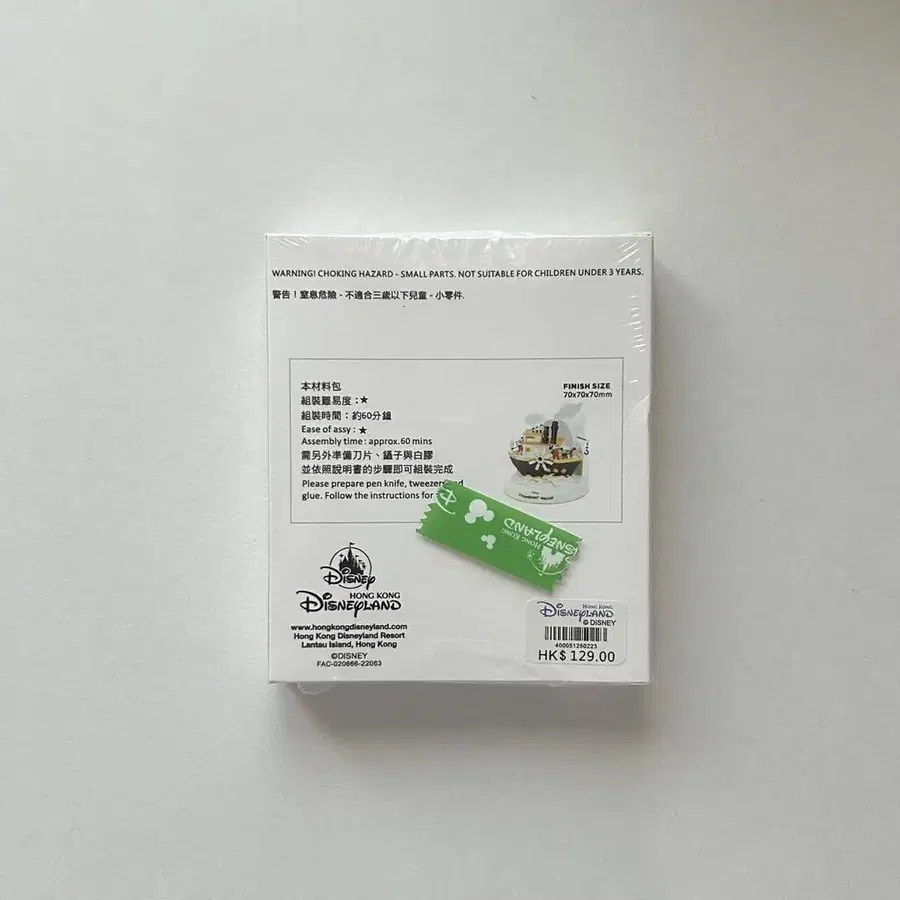 WARNING! CHOKING HAZARD - SMALL PARTS. NOT SUITABLE FOR CHILDREN UNDER 3 YEARS.
警告！窒息危險 - 不適合三歲以下兒童 - 小零件.
本材料包
組裝難易度：★
組裝時間：約60分鐘
Ease of assy : ★
Assembly time : approx. 60 mins
需另外準備刀片、鑷子與白膠
並依照說明書的步驟即可組裝完成
Please prepare pen knife, tweezer
glue. Follow the instructions for
FINISH SIZE
70x70x70mm
DISNEY
HONG KONG
DISNEYLAND
HONG KONG
DISNEYLAND
www.hongkongdisneyland.com
Hong Kong Disneyland Resort
Lantau Island, Hong Kong
©DISNEY
FAC-020666-22063
HONG KONG
DISNEYLAND
© DISNEY
400051250223
HK$ 129.00